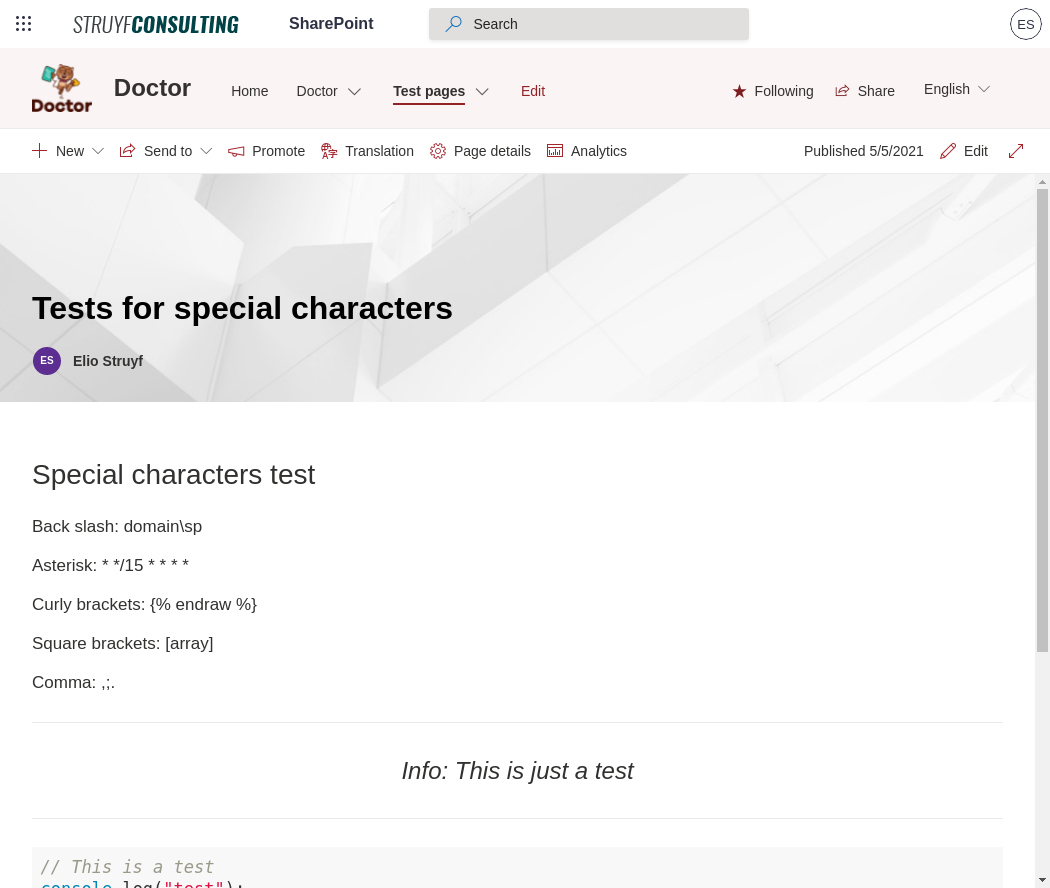 STRUYFCONSULTING SharePoint Search ES
Doctor Doctor Home Doctor Test pages Edit Following Share English
New Send to Promote Translation Page details Analytics Published 5/5/2021 Edit
Tests for special characters
ES Elio Struyf
Special characters test
Back slash: domain\sp
Asterisk: * */15 * * * *
Curly brackets: {% endraw %}
Square brackets: [array]
Comma: ,;.
Info: This is just a test
// This is a test
console.log("test");